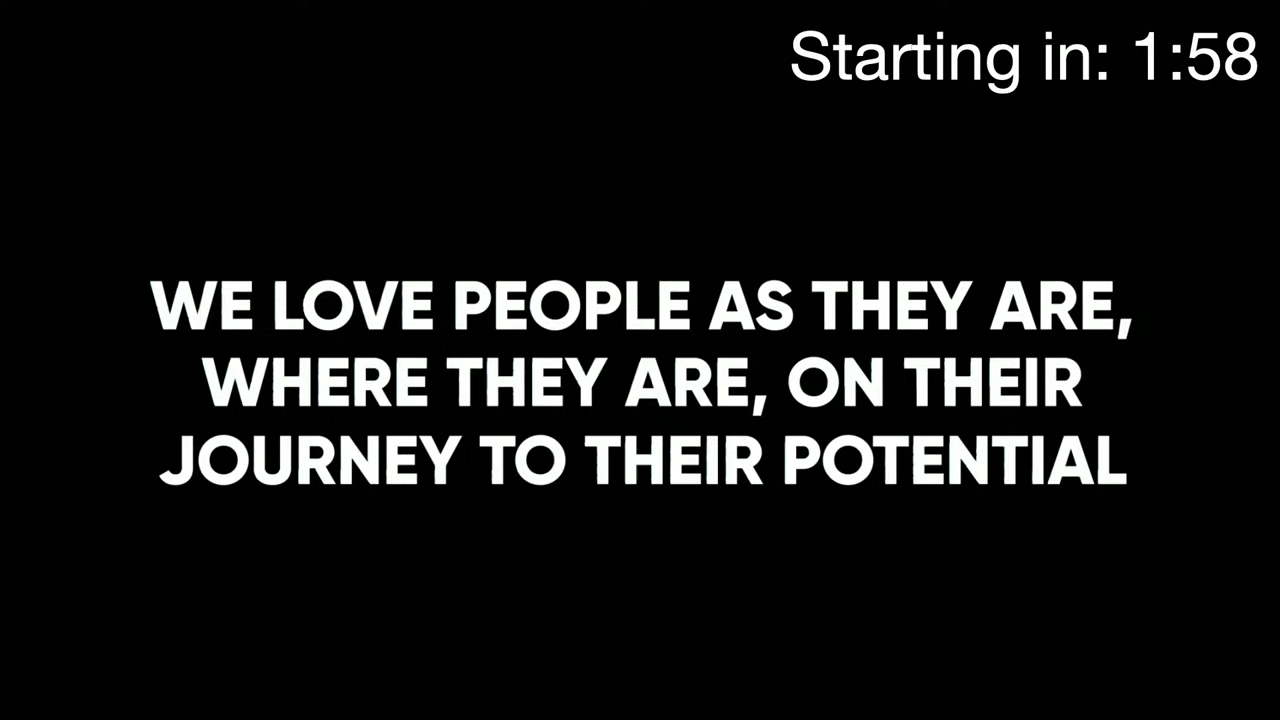 Starting in: 1:58
WE LOVE PEOPLE AS THEY ARE,
WHERE THEY ARE, ON THEIR
JOURNEY TO THEIR POTENTIAL